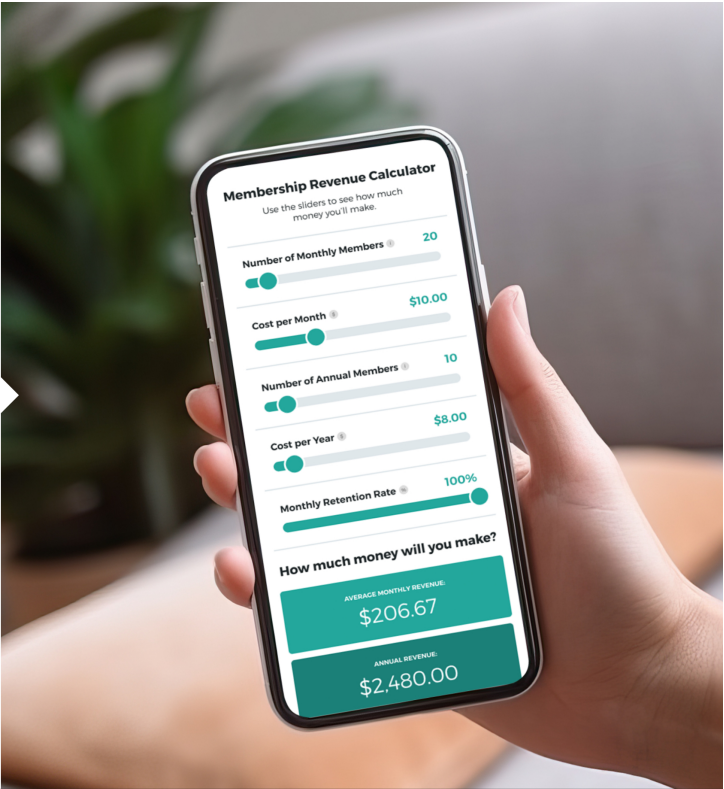 Membership Revenue Calculator
Use the sliders to see how much
money you'll make.
Number of Monthly Members
20
Cost per Month
$10.00
Number of Annual Members
10
Cost per Year
$8.00
Monthly Retention Rate
100%
How much money will you make?
AVERAGE MONTHLY REVENUE:
$206.67
ANNUAL REVENUE:
$2,480.00